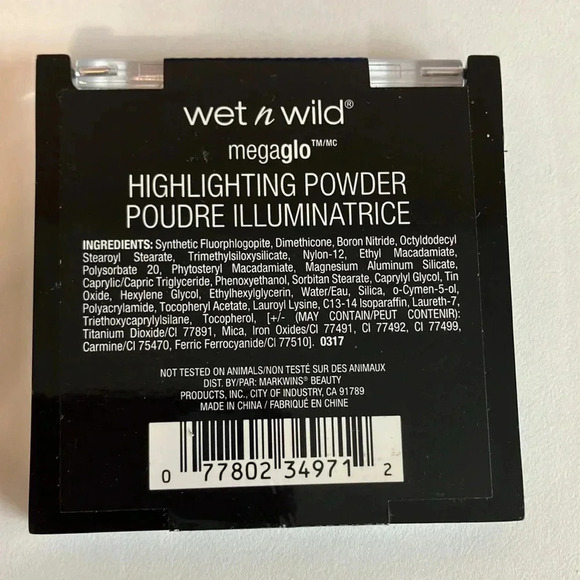 wet n wild®
megaglo™/MC
HIGHLIGHTING POWDER
POUDRE ILLUMINATRICE
INGREDIENTS: Synthetic Fluorphlogopite, Dimethicone, Boron Nitride, Octyldodecyl
Stearoyl Stearate, Trimethylsiloxysilicate, Nylon-12, Ethyl Macadamiate,
Polysorbate 20, Phytosteryl Macadamiate, Magnesium Aluminum Silicate,
Caprylic/Capric Triglyceride, Phenoxyethanol, Sorbitan Stearate, Caprylyl Glycol, Tin
Oxide, Hexylene Glycol, Ethylhexylglycerin, Water/Eau, Silica, o-Cymen-5-ol,
Polyacrylamide, Tocopheryl Acetate, Lauroyl Lysine, C13-14 Isoparaffin, Laureth-7,
Triethoxycaprylylsilane, Tocopherol, [+/- (MAY CONTAIN/PEUT CONTENIR):
Titanium Dioxide/CI 77891, Mica, Iron Oxides/CI 77491, CI 77492, CI 77499,
Carmine/CI 75470, Ferric Ferrocyanide/CI 77510]. 0317
NOT TESTED ON ANIMALS/NON TESTÉ SUR DES ANIMAUX
DIST. BY/PAR: MARKWINS® BEAUTY
PRODUCTS, INC., CITY OF INDUSTRY, CA 91789
MADE IN CHINA / FABRIQUÉ EN CHINE
0 77802 34971 2